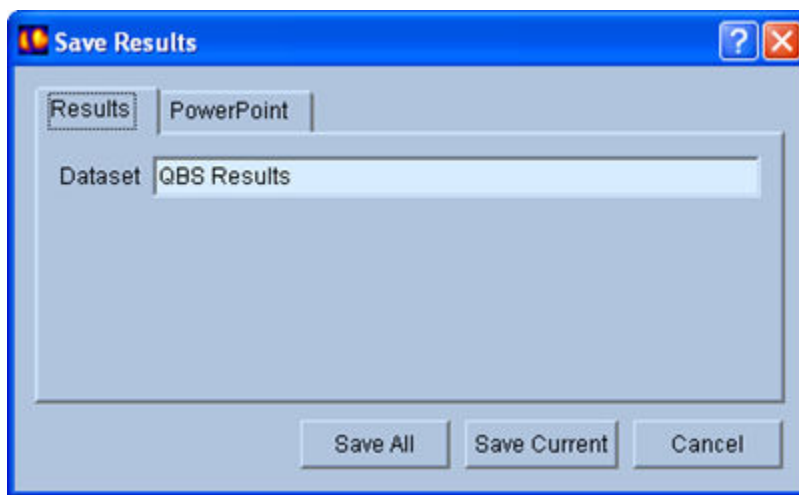 Save Results
Results PowerPoint
Dataset QBS Results
Save All Save Current Cancel